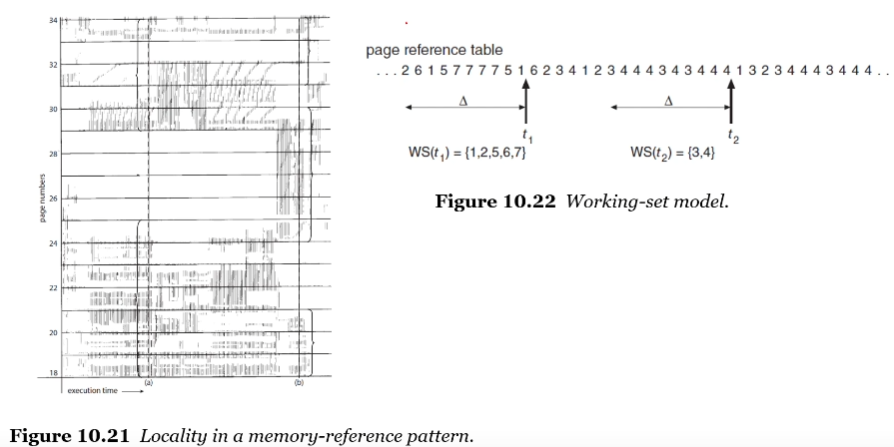 34
32
30
28
26
24
22
20
18
page numbers
(a)
(b)
execution time
Figure 10.21 Locality in a memory-reference pattern.
page reference table
. . . 2 6 1 5 7 7 7 7 5 1 6 2 3 4 1 2 3 4 4 4 3 4 3 4 4 4 1 3 2 3 4 4 4 3 4 4 4 . . .
Δ Δ
t1 t2
WS(t1) = {1,2,5,6,7} WS(t2) = {3,4}
Figure 10.22 Working-set model.